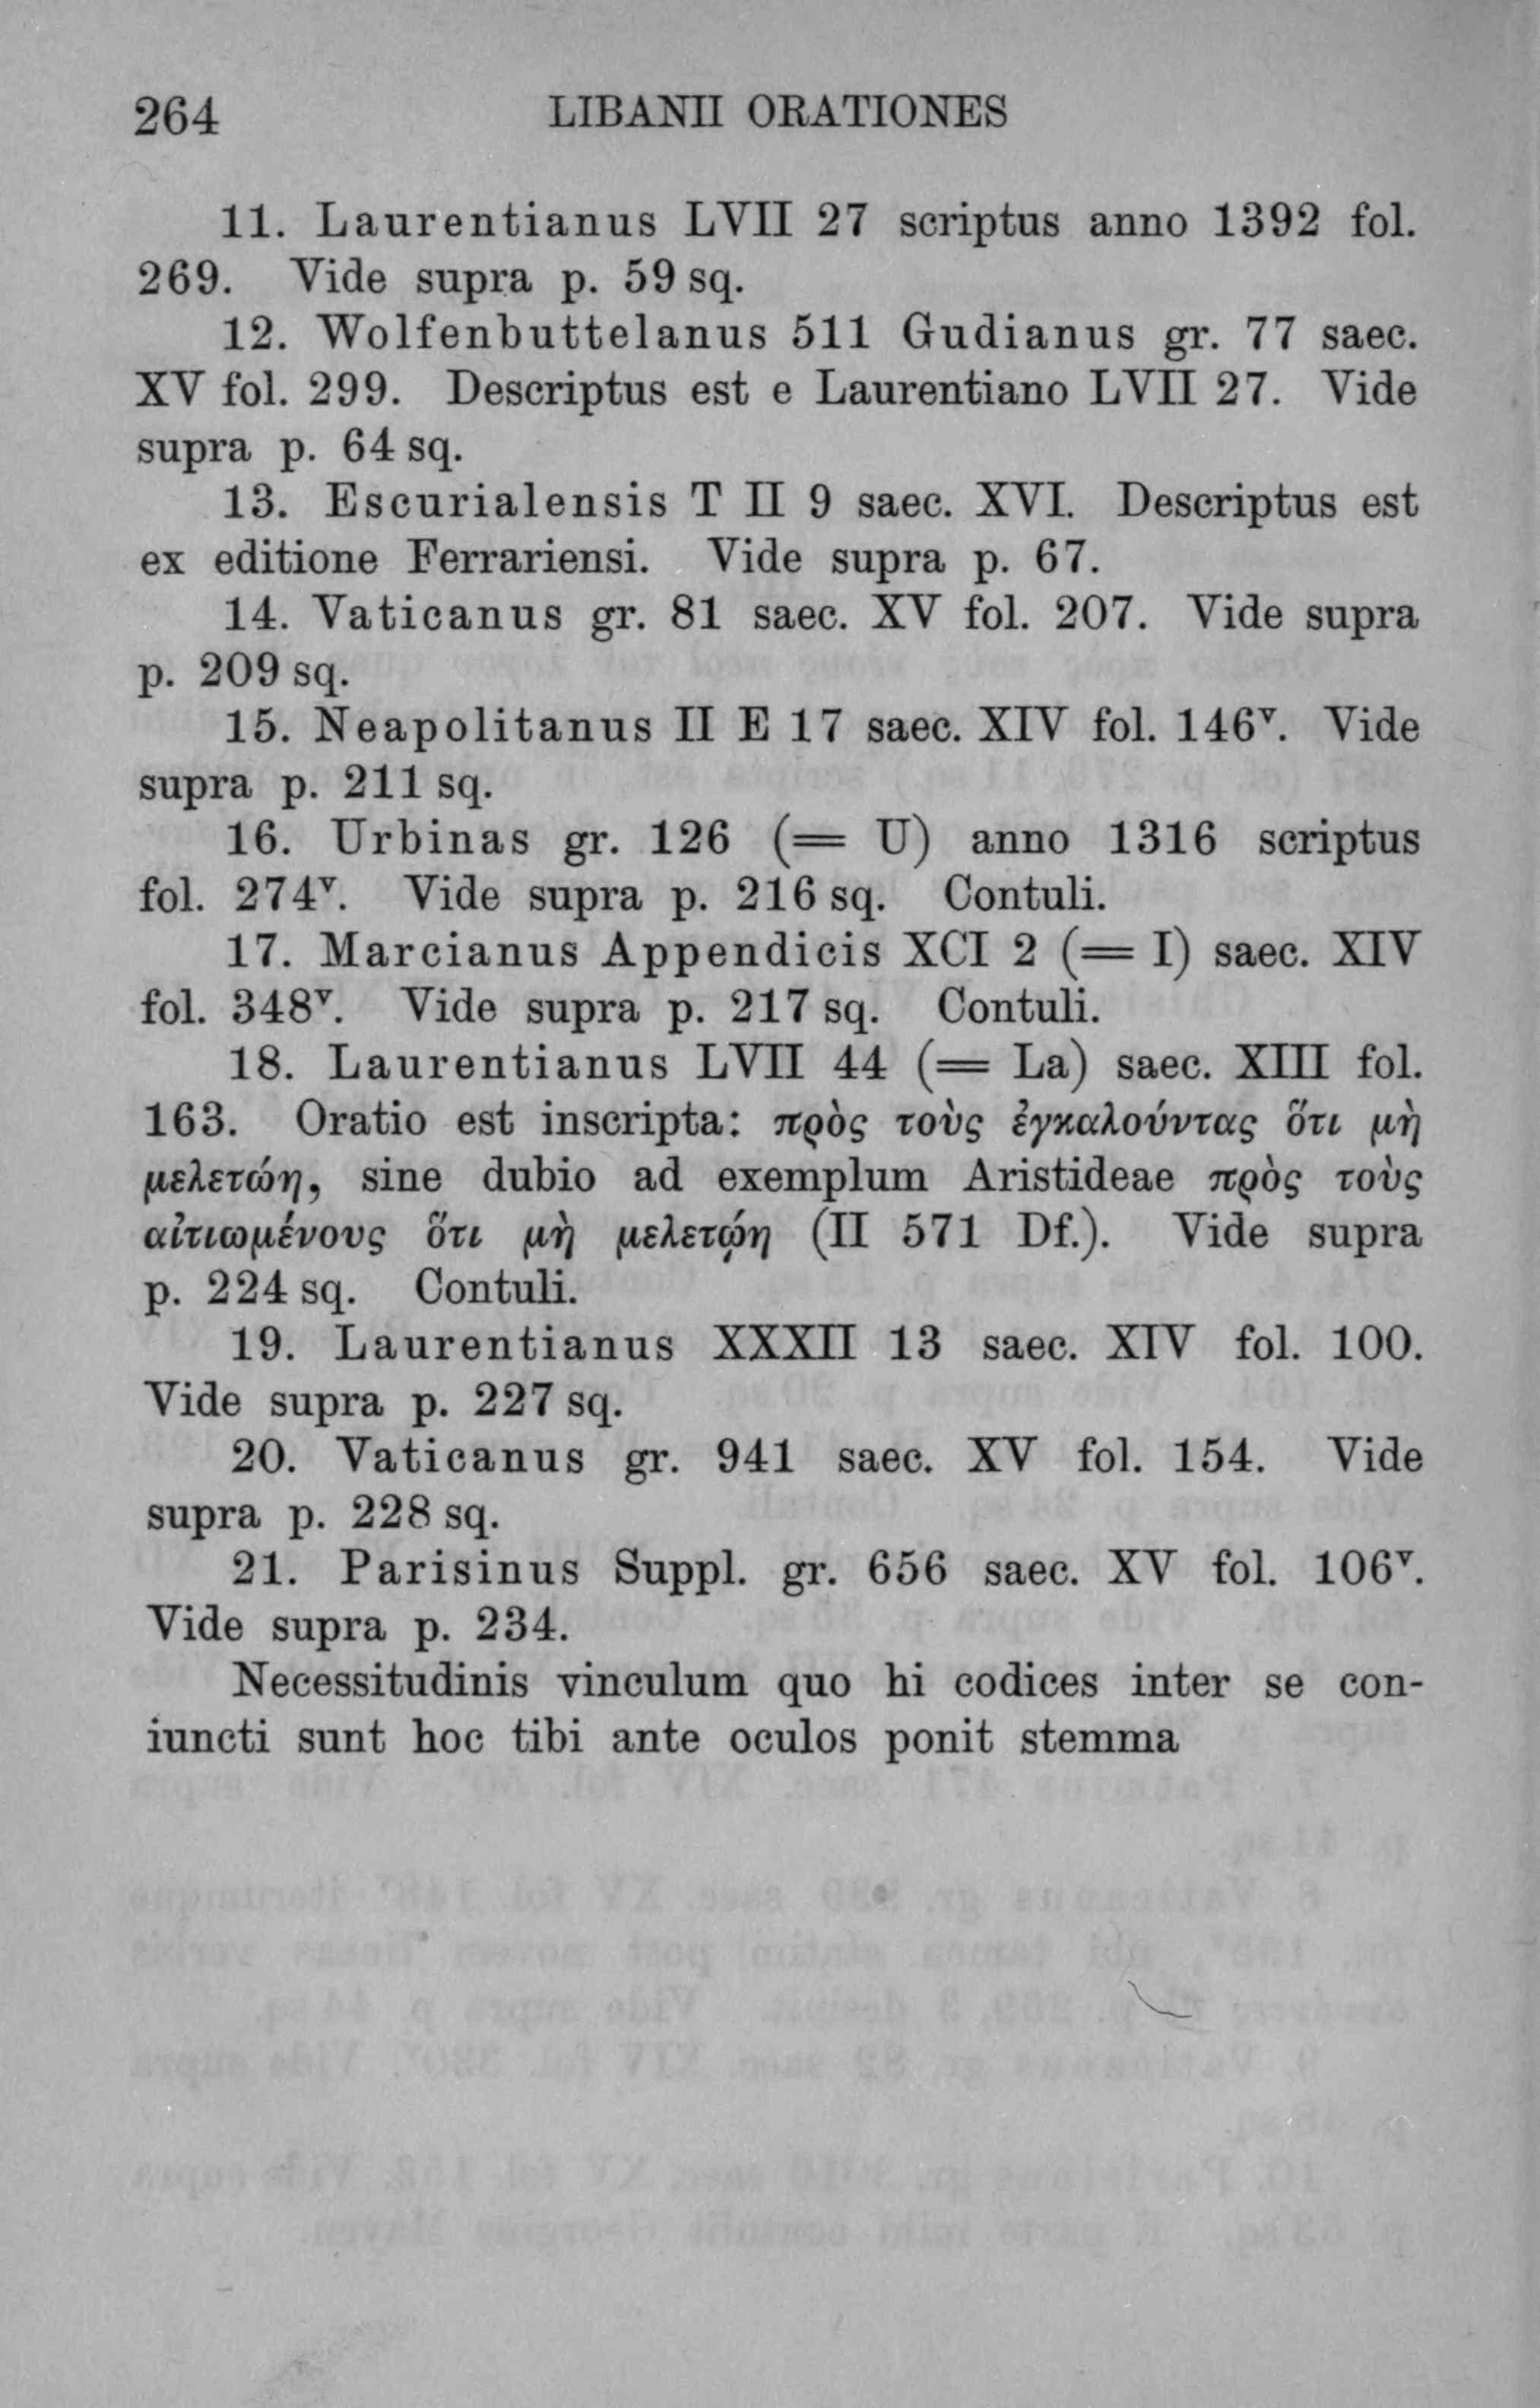 264 LIBANII ORATIONES
11. Laurentianus LVII 27 scriptus anno 1392 fol.
269. Vide supra p. 59 sq.
12. Wolfenbuttelanus 511 Gudianus gr. 77 saec.
XV fol. 299. Descriptus est e Laurentiano LVII 27. Vide
supra p. 64 sq.
13. Escurialensis T II 9 saec. XVI. Descriptus est
ex editione Ferrariensi. Vide supra p. 67.
14. Vaticanus gr. 81 saec. XV fol. 207. Vide supra
p. 209 sq.
15. Neapolitanus II E 17 saec. XIV fol. 146ᵛ. Vide
supra p. 211 sq.
16. Urbinas gr. 126 (= U) anno 1316 scriptus
fol. 274ᵛ. Vide supra p. 216 sq. Contuli.
17. Marcianus Appendicis XCI 2 (= I) saec. XIV
fol. 348ᵛ. Vide supra p. 217 sq. Contuli.
18. Laurentianus LVII 44 (= La) saec. XIII fol.
163. Oratio est inscripta: πρὸς τοὺς ἐγκαλούντας ὅτι μὴ
μελετώη, sine dubio ad exemplum Aristideae πρὸς τοὺς
αἰτιωμένους ὅτι μὴ μελετῴη (II 571 Df.). Vide supra
p. 224 sq. Contuli.
19. Laurentianus XXXII 13 saec. XIV fol. 100.
Vide supra p. 227 sq.
20. Vaticanus gr. 941 saec. XV fol. 154. Vide
supra p. 228 sq.
21. Parisinus Suppl. gr. 656 saec. XV fol. 106ᵛ.
Vide supra p. 234.
Necessitudinis vinculum quo hi codices inter se con-
iuncti sunt hoc tibi ante oculos ponit stemma